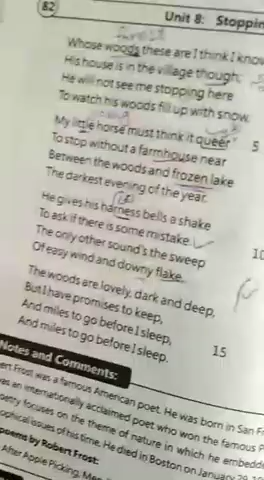 82
Unit 8: Stoppin
Whose woods these are I think I know
His house is in the village though;
He will not see me stopping here
To watch his woods fill up with snow.
My little horse must think it queer 5
To stop without a farmhouse near
Between the woods and frozen lake
The darkest evening of the year.
He gives his harness bells a shake
To ask if there is some mistake. 10
The only other sound's the sweep
Of easy wind and downy flake.
The woods are lovely, dark and deep,
But I have promises to keep,
And miles to go before I sleep, 15
And miles to go before I sleep.
Notes and Comments:
ert Frost was a famous American poet. He was born in San F
as an internationally acclaimed poet who won the famous P
oetry focuses on the theme of nature in which he embedde
ophical issues of his time. He died in Boston on January 29, 19
poems by Robert Frost:
After Apple Picking,